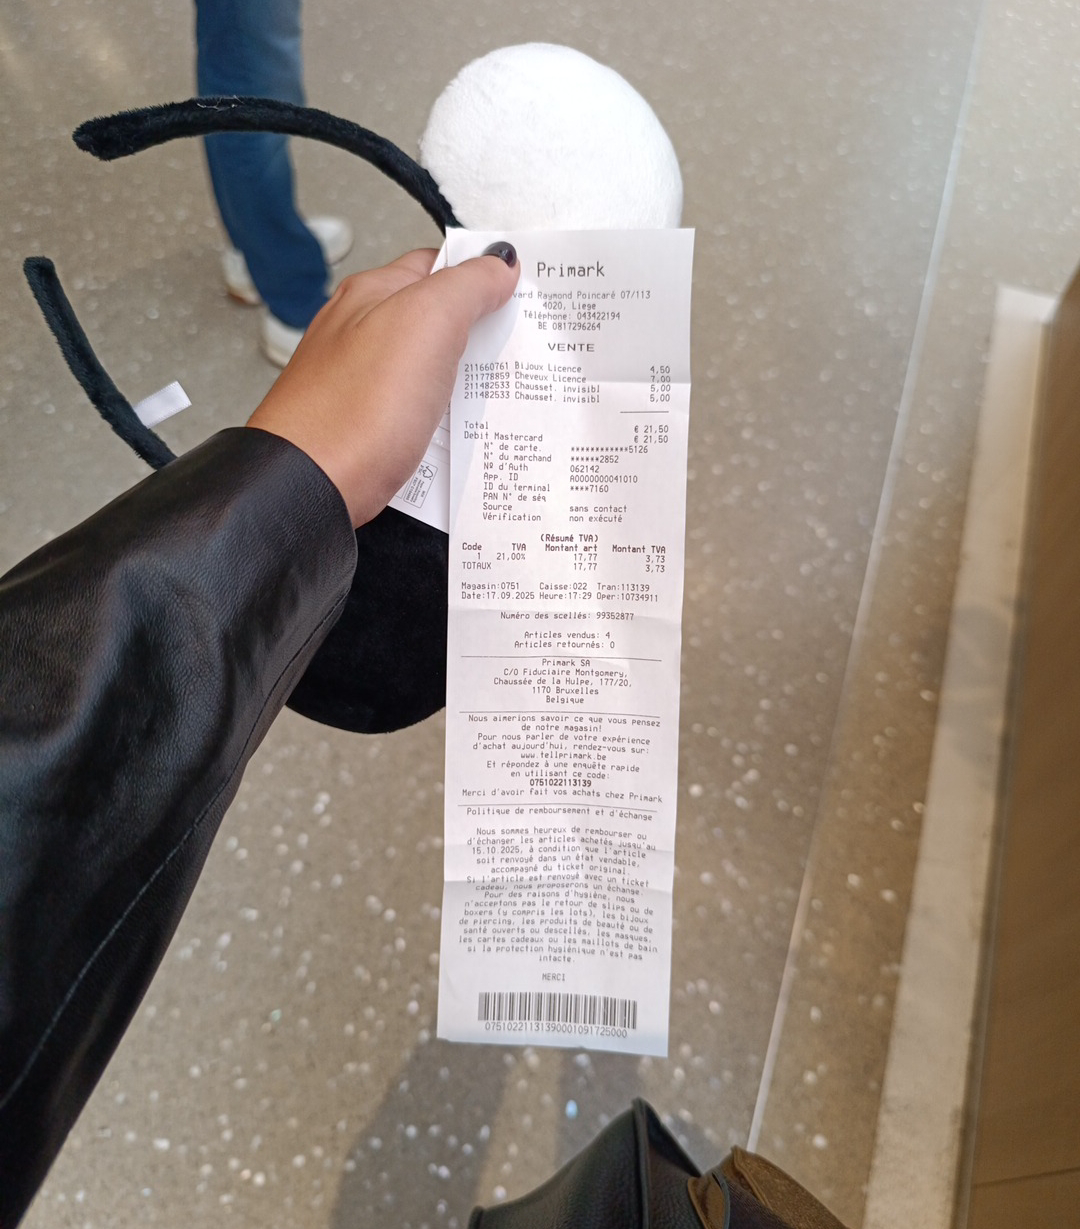 Primark
vard Raymond Poincaré 07/113
4020, Liege
Téléphone: 043422194
BE 0817296264
VENTE
211660761 Bijoux Licence 4,50
211778859 Cheveux Licence 7,00
211482533 Chausset. invisibl 5,00
211482533 Chausset. invisibl 5,00
Total € 21,50
Debit Mastercard € 21,50
N° de carte. ************5126
N° du marchand ******2852
Nº d'Auth 062142
App. ID A0000000041010
ID du terminal ****7160
PAN N° de séq
Source sans contact
Vérification non exécuté
(Résumé TVA)
Code TVA Montant art Montant TVA
1 21,00% 17,77 3,73
TOTAUX 17,77 3,73
Magasin:0751 Caisse:022 Tran:113139
Date:17.09.2025 Heure:17:29 Oper:10734911
Numéro des scellés: 99352877
Articles vendus: 4
Articles retournés: 0
Primark SA
C/O Fiduciaire Montgomery,
Chaussée de la Hulpe, 177/20,
1170 Bruxelles
Belgique
Nous aimerions savoir ce que vous pensez
de notre magasin!
Pour nous parler de votre expérience
d'achat aujourd'hui, rendez-vous sur:
www.tellprimark.be
Et répondez à une enquête rapide
en utilisant ce code:
0751022113139
Merci d'avoir fait vos achats chez Primark
Politique de remboursement et d'échange
Nous sommes heureux de rembourser ou
d'échanger les articles achetés jusqu'au
15.10.2025, à condition que l'article
soit renvoyé dans un état vendable,
accompagné du ticket original.
Si l'article est renvoyé avec un ticket
cadeau, nous proposerons un échange.
Pour des raisons d'hygiène, nous
n'acceptons pas le retour de slips ou de
boxers (y compris les lots), les bijoux
de piercing, les produits de beauté ou de
santé ouverts ou descellés, les masques,
les cartes cadeaux ou les maillots de bain
si la protection hygiénique n'est pas
intacte.
MERCI
07510221131390001091725000